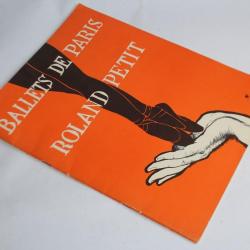 BALLETS DE PARIS
ROLAND PETIT